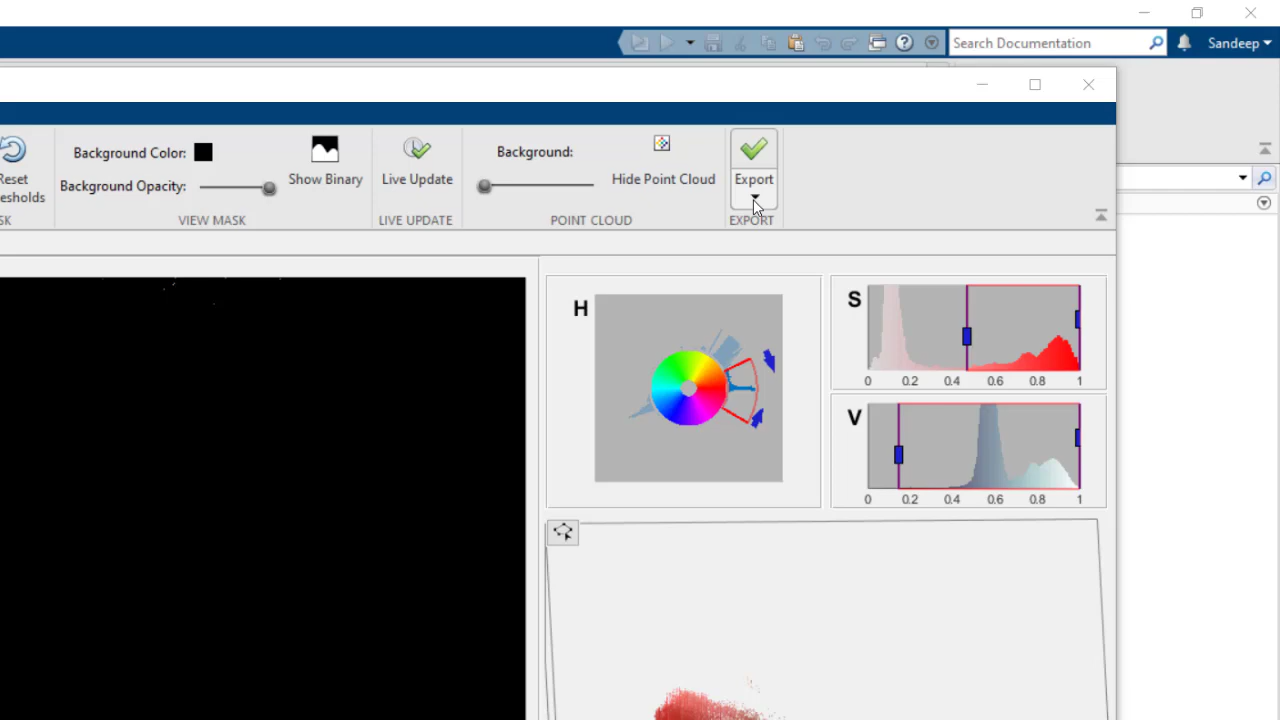 Search Documentation
Sandeep
Reset
esholds
Background Color:
Background Opacity:
Show Binary
Live Update
Background:
Hide Point Cloud
Export
SK
VIEW MASK
LIVE UPDATE
POINT CLOUD
EXPORT
H
S
0 0.2 0.4 0.6 0.8 1
V
0 0.2 0.4 0.6 0.8 1